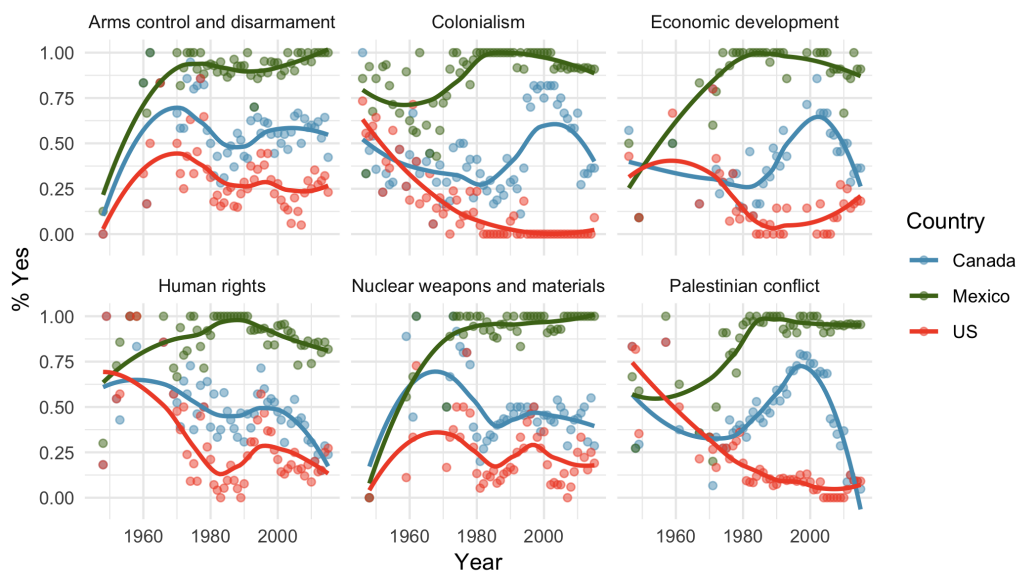 Arms control and disarmament
Colonialism
Economic development
1.00
0.75
0.50
0.25
0.00
Human rights
Nuclear weapons and materials
Palestinian conflict
1.00
0.75
0.50
0.25
0.00
1960 1980 2000
1960 1980 2000
1960 1980 2000
% Yes
Year
Country
Canada
Mexico
US